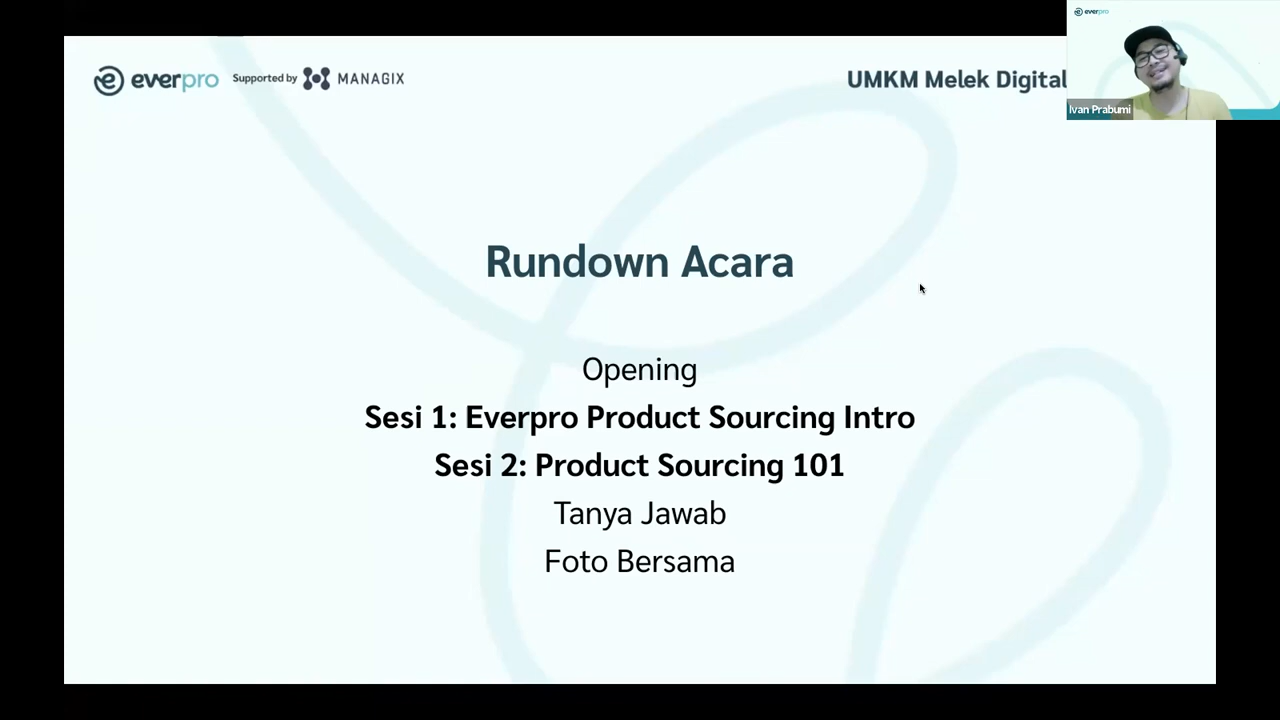 everpro Supported by MANAGIX
UMKM Melek Digital
everpro
Ivan Prabumi
Rundown Acara
Opening
Sesi 1: Everpro Product Sourcing Intro
Sesi 2: Product Sourcing 101
Tanya Jawab
Foto Bersama